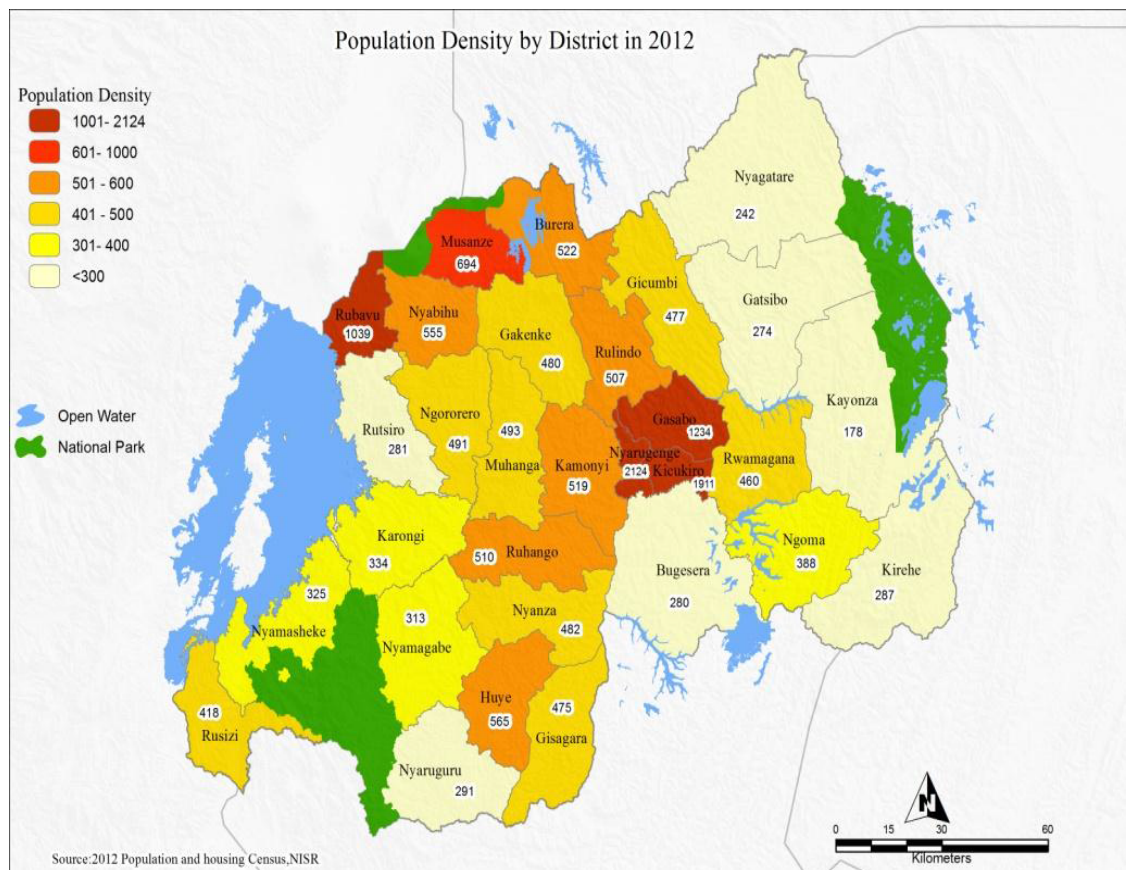 Population Density by District in 2012
Population Density
1001- 2124
601- 1000
501 - 600
401 - 500
301- 400
<300
Open Water
National Park
Nyagatare
242
Burera
522
Musanze
694
Gicumbi
477
Gatsibo
274
Rubavu
1039
Nyabihu
555
Gakenke
480
Rulindo
507
Kayonza
178
Gasabo
1234
Rutsiro
281
Ngororero
491
493
Muhanga
Kamonyi
519
Nyarugenge
2124
Kicukiro
1911
Rwamagana
460
Karongi
334
Ruhango
510
Bugesera
280
Ngoma
388
Kirehe
287
325
Nyamasheke
313
Nyamagabe
Nyanza
482
Huye
565
475
Gisagara
418
Rusizi
Nyaruguru
291
N
0 15 30 60
Kilometers
Source:2012 Population and housing Census,NISR